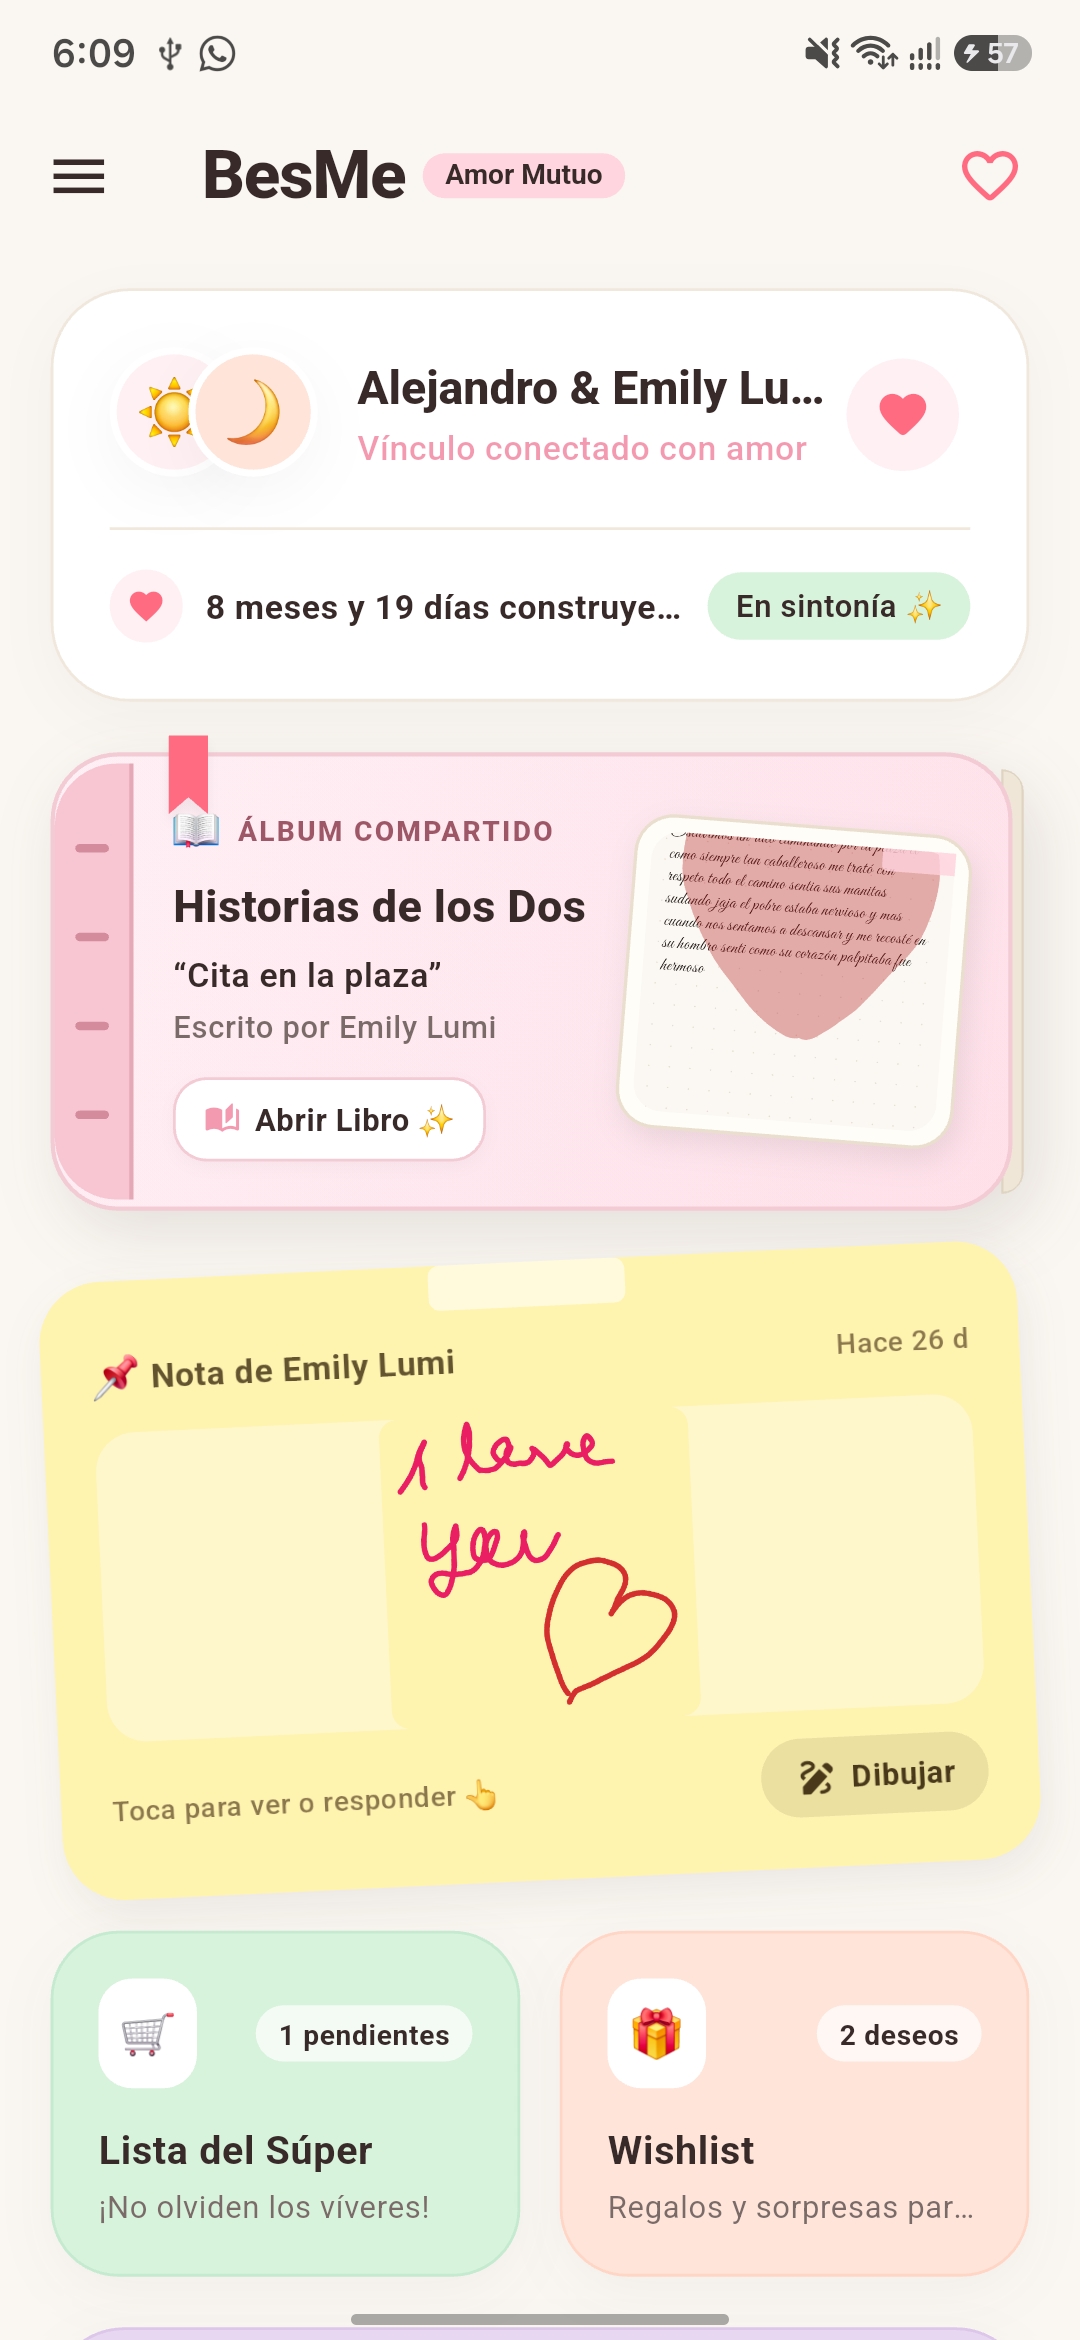 6:09
57
BesMe
Amor Mutuo
Alejandro & Emily Lu...
Vínculo conectado con amor
8 meses y 19 días construye...
En sintonía ✨
ÁLBUM COMPARTIDO
Historias de los Dos
“Cita en la plaza”
Escrito por Emily Lumi
Abrir Libro ✨
un rato caminando por la
como siempre tan caballeroso me trató con
respeto todo el camino sentia sus manitas
sudando jaja el pobre estaba nervioso y mas
cuando nos sentamos a descansar y me recosté en
su hombro senti como su corazón palpitaba fue
hermoso
Nota de Emily Lumi
Hace 26 d
I love
you
Toca para ver o responder 👆
Dibujar
1 pendientes
Lista del Súper
¡No olviden los víveres!
2 deseos
Wishlist
Regalos y sorpresas par...